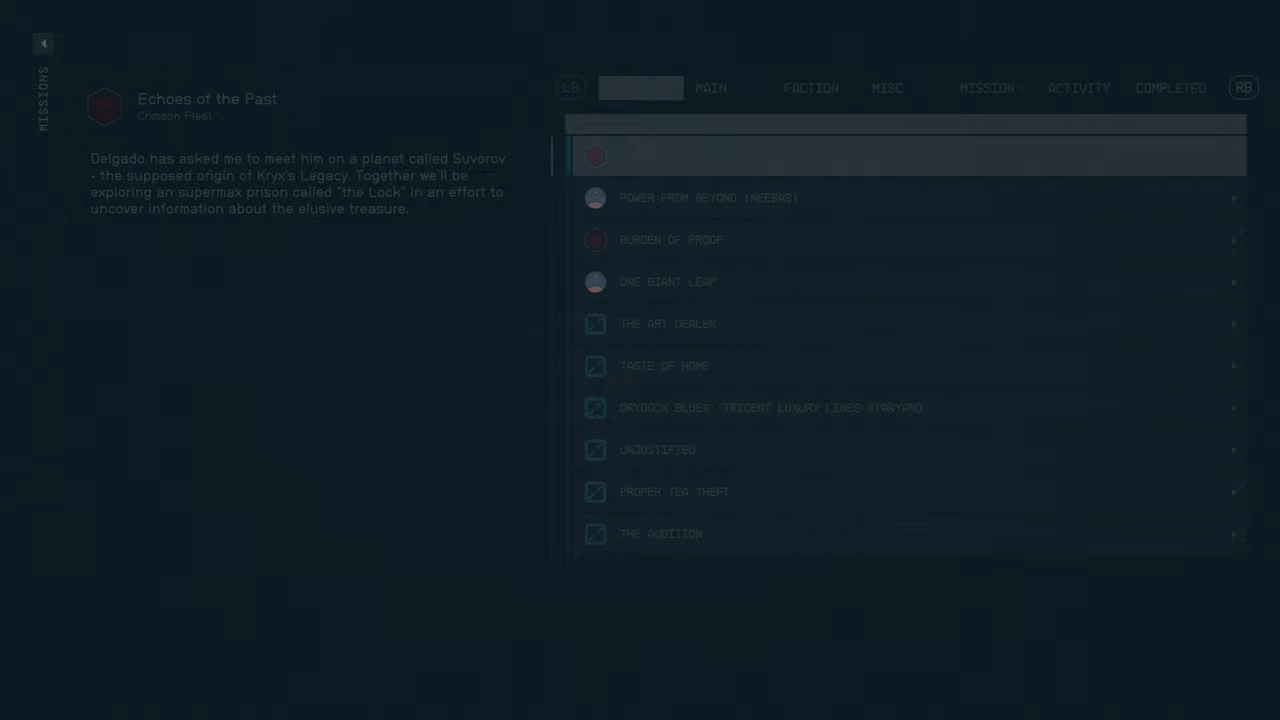 MISSIONS
Echoes of the Past
Crimson Fleet
Delgado has asked me to meet him on a planet called Suvorov
- the supposed origin of Kryx's Legacy. Together we'll be
exploring an supermax prison called "the Lock" in an effort to
uncover information about the elusive treasure.
LB MAIN FACTION MISC MISSION ACTIVITY COMPLETED RB
POWER FROM BEYOND (NEEBAS)
BURDEN OF PROOF
ONE GIANT LEAP
THE ART DEALER
TASTE OF HOME
DRYDOCK BLUES: TRIDENT LUXURY LINES STARYARD
UNJUSTIFIED
PROPER TEA THEFT
THE AUDITION